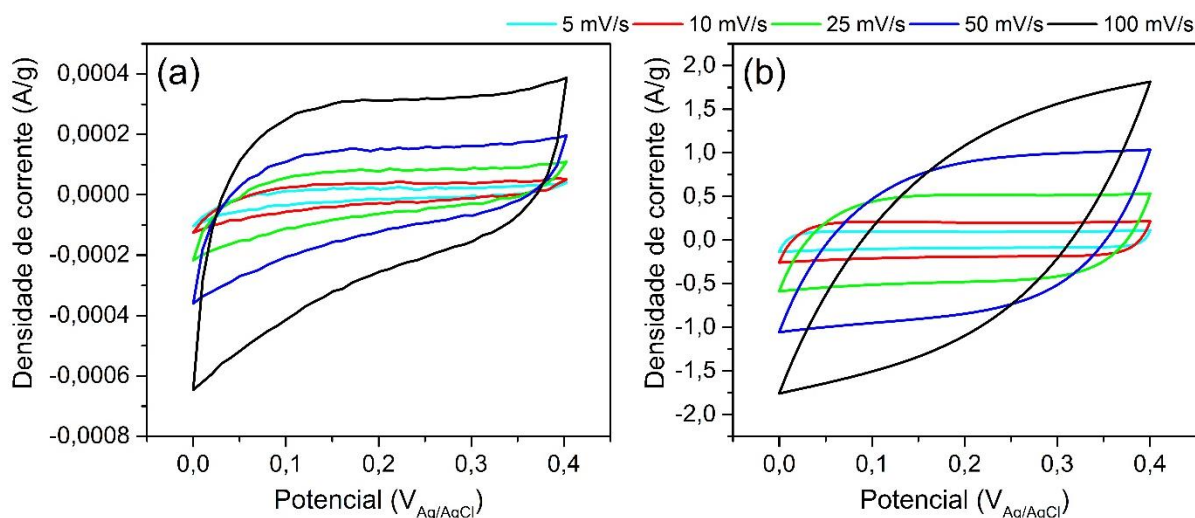 5 mV/s 10 mV/s 25 mV/s 50 mV/s 100 mV/s
(a)
Densidade de corrente (A/g)
0,0004
0,0002
0,0000
-0,0002
-0,0004
-0,0006
-0,0008
0,0 0,1 0,2 0,3 0,4
Potencial (V_Ag/AgCl)
(b)
Densidade de corrente (A/g)
2,0
1,5
1,0
0,5
0,0
-0,5
-1,0
-1,5
-2,0
0,0 0,1 0,2 0,3 0,4
Potencial (V_Ag/AgCl)